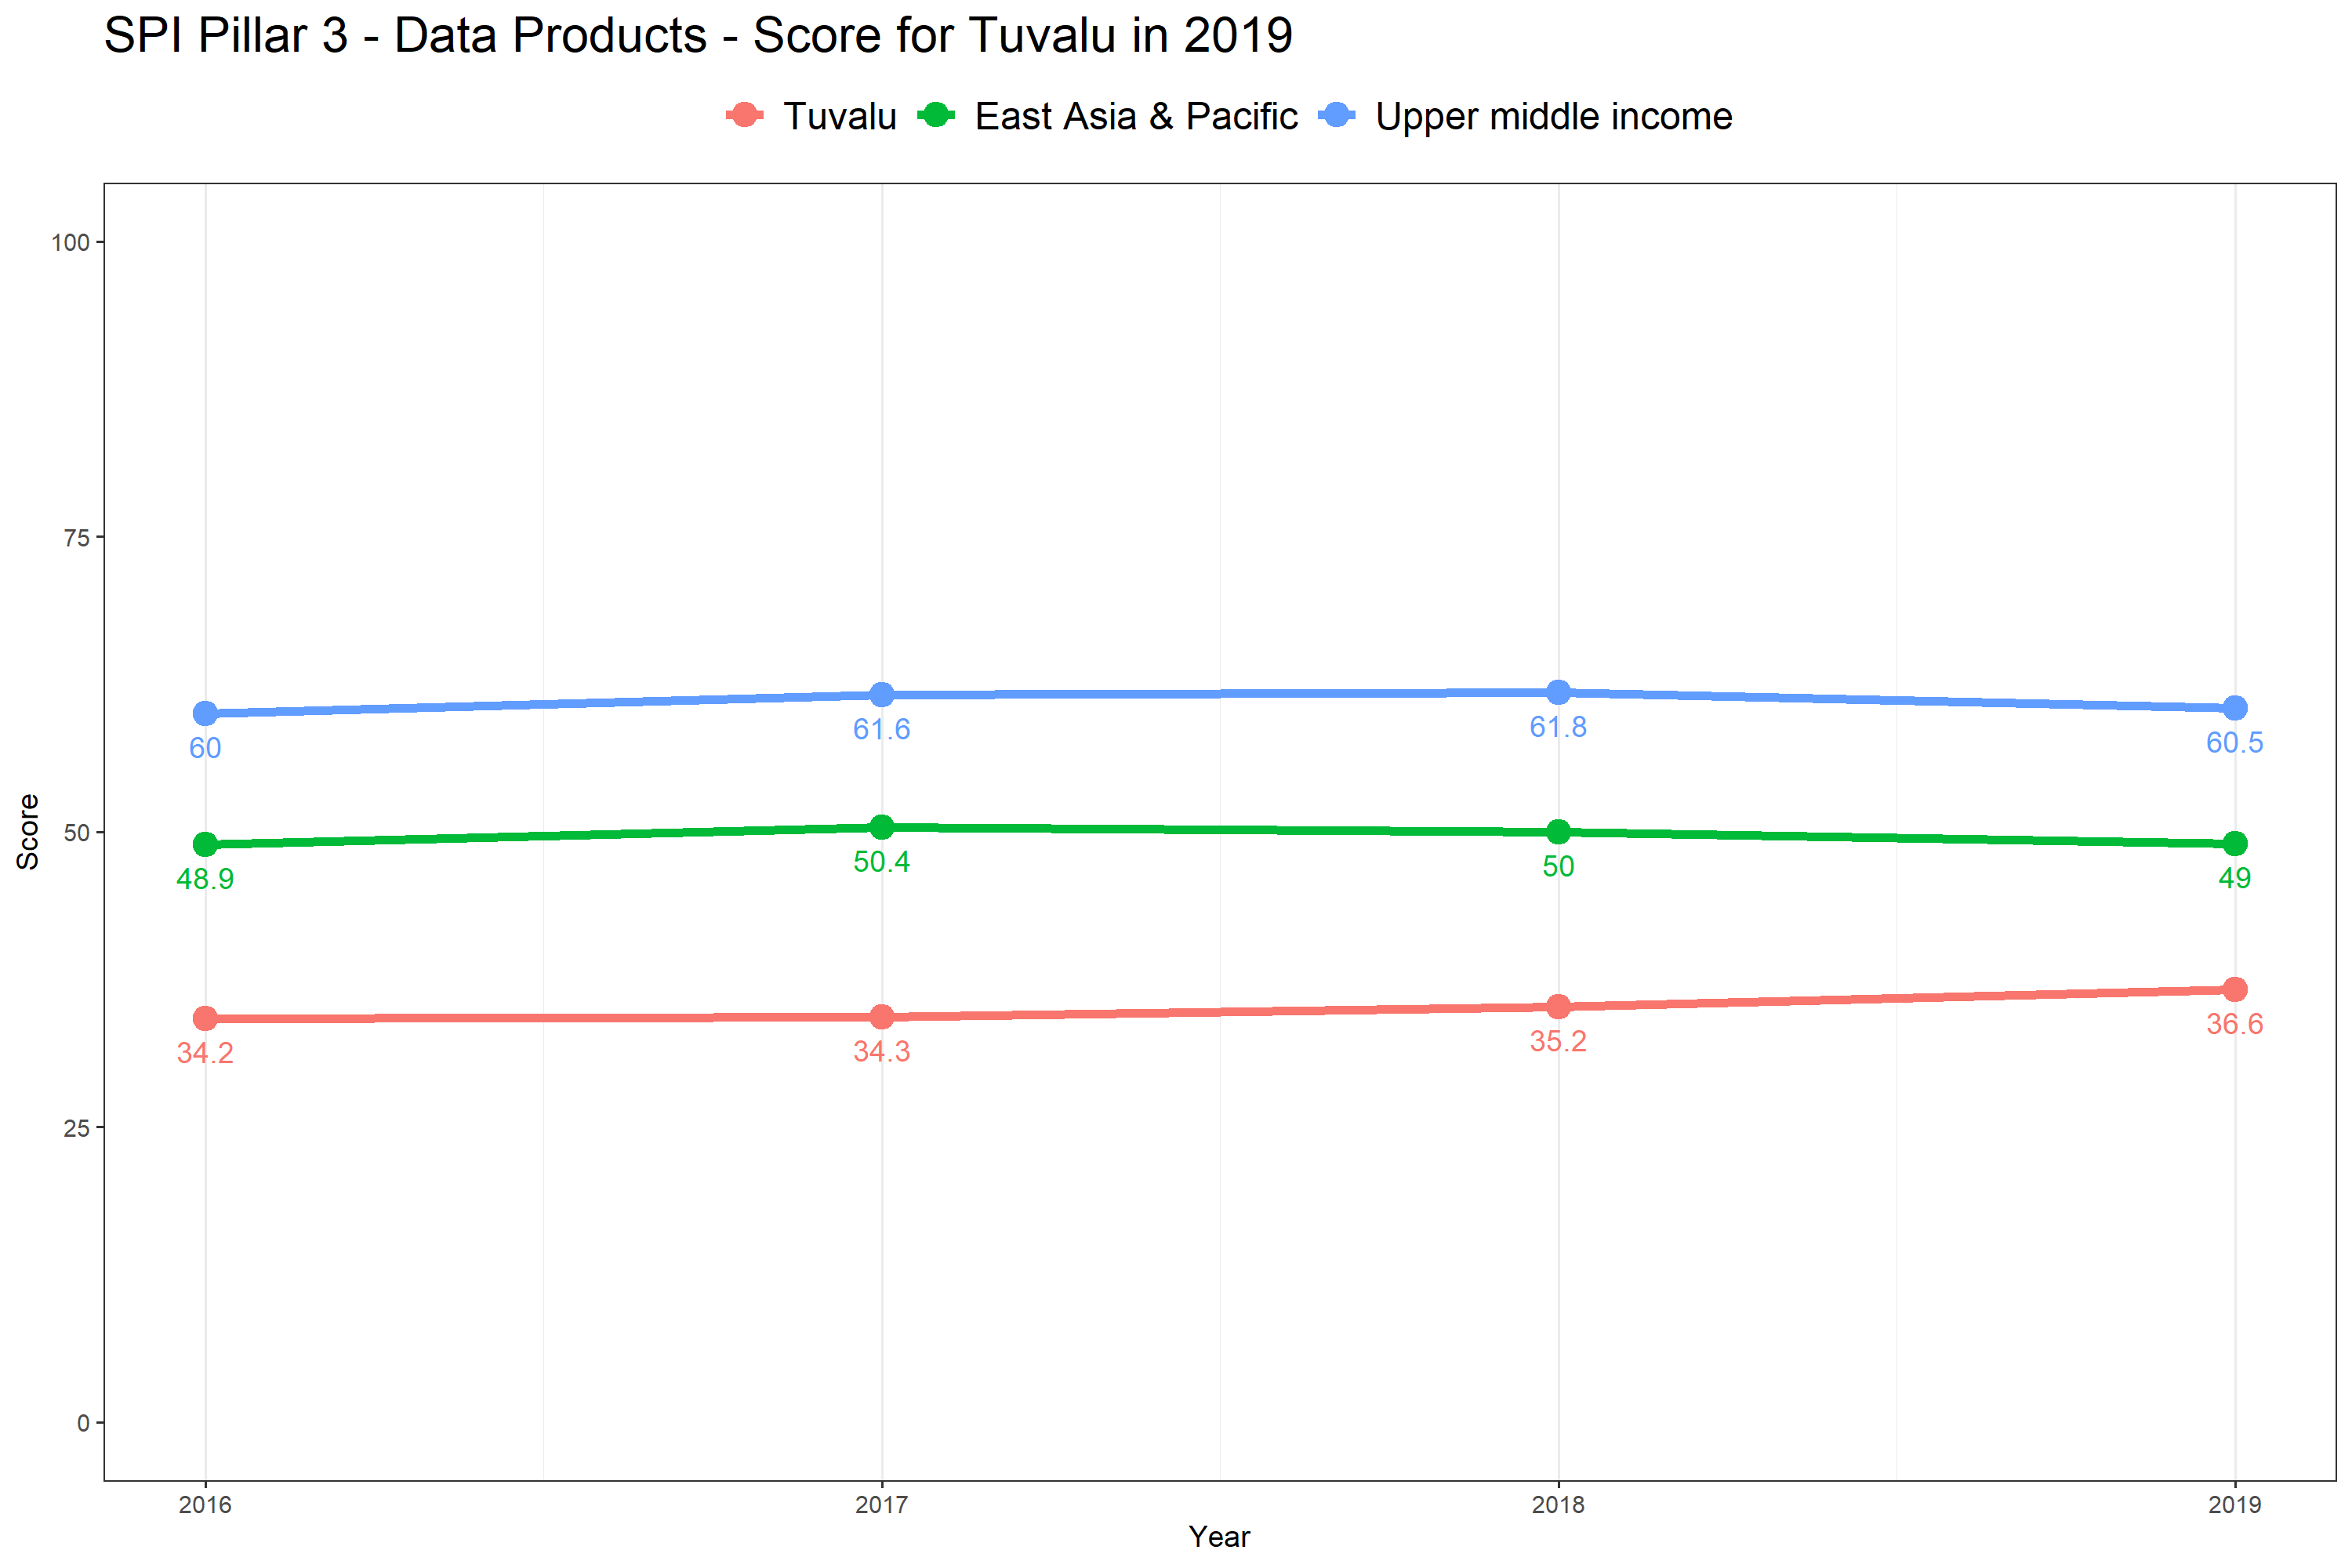 SPI Pillar 3 - Data Products - Score for Tuvalu in 2019
Tuvalu East Asia & Pacific Upper middle income
100
75
50
25
0
Score
60 61.6 61.8 60.5
48.9 50.4 50 49
34.2 34.3 35.2 36.6
2016 2017 2018 2019
Year